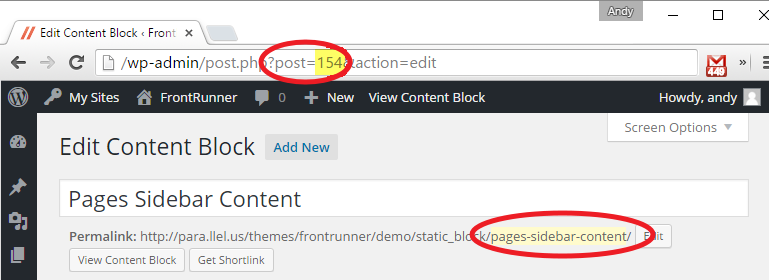 Andy
Edit Content Block ‹ Front
/wp-admin/post.php?post=154&action=edit
449
»
My Sites FrontRunner 0 New View Content Block Howdy, andy
Screen Options
Edit Content Block Add New
Pages Sidebar Content
Permalink: http://para.llel.us/themes/frontrunner/demo/static_block/pages-sidebar-content/ Edit
View Content Block Get Shortlink